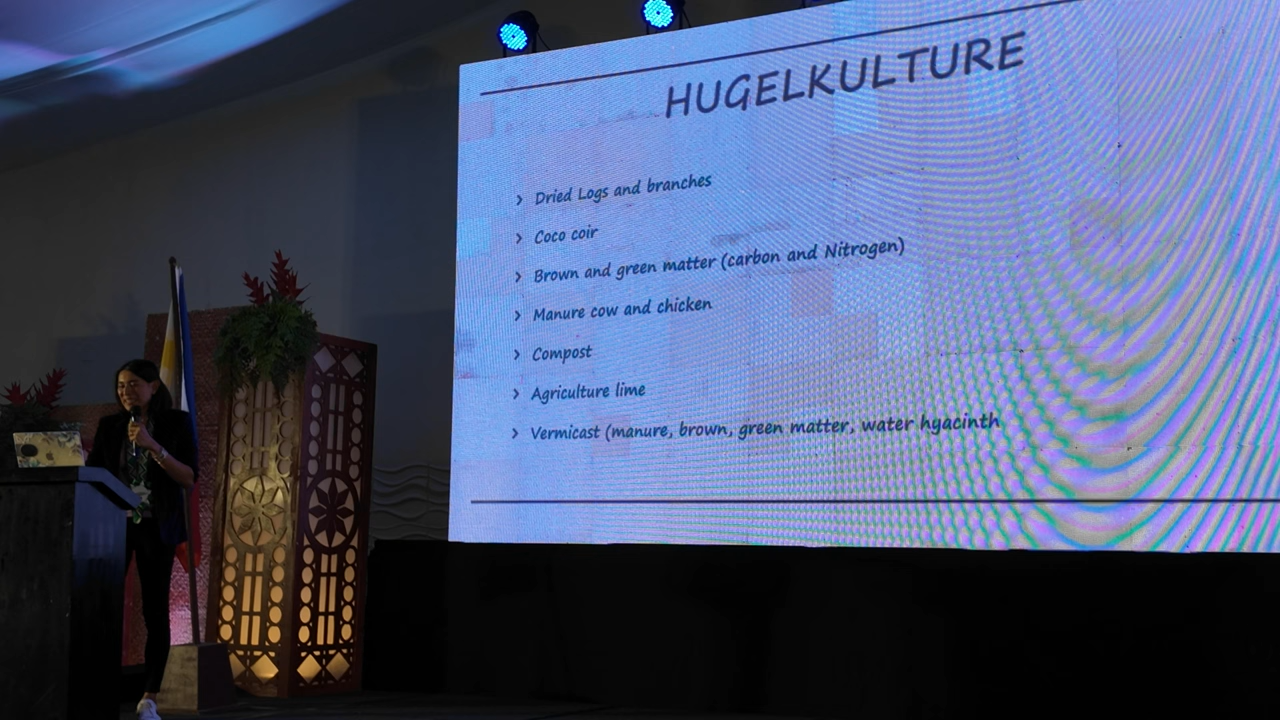 HUGELKULTURE
Dried Logs and branches
Coco coir
Brown and green matter (carbon and Nitrogen)
Manure cow and chicken
Compost
Agriculture lime
Vermicast (manure, brown, green matter, water hyacinth